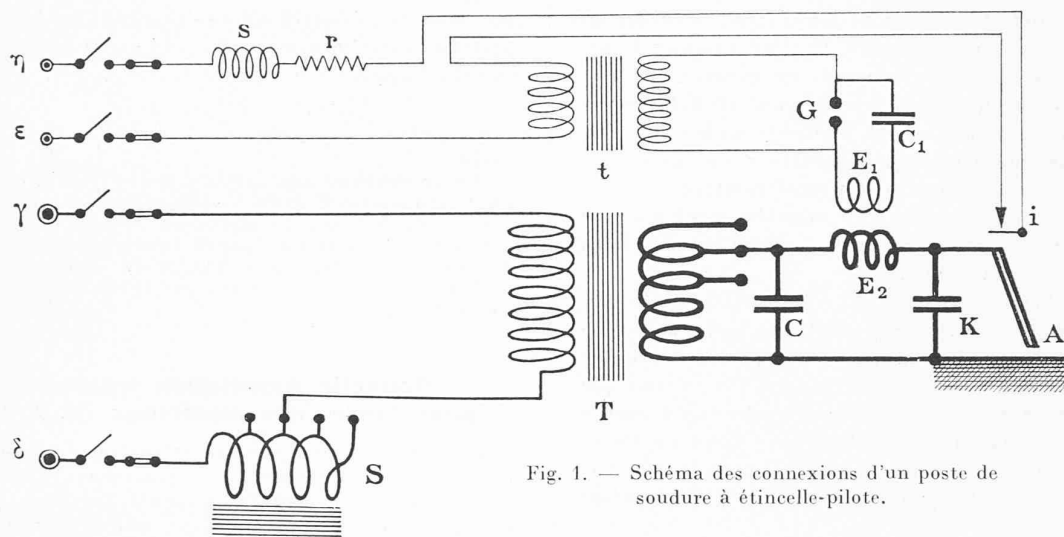 η
S
r
ε
t
G
C1
E1
i
γ
E2
C
K
A
T
δ
S
Fig. 1. — Schéma des connexions d'un poste de
soudure à étincelle-pilote.